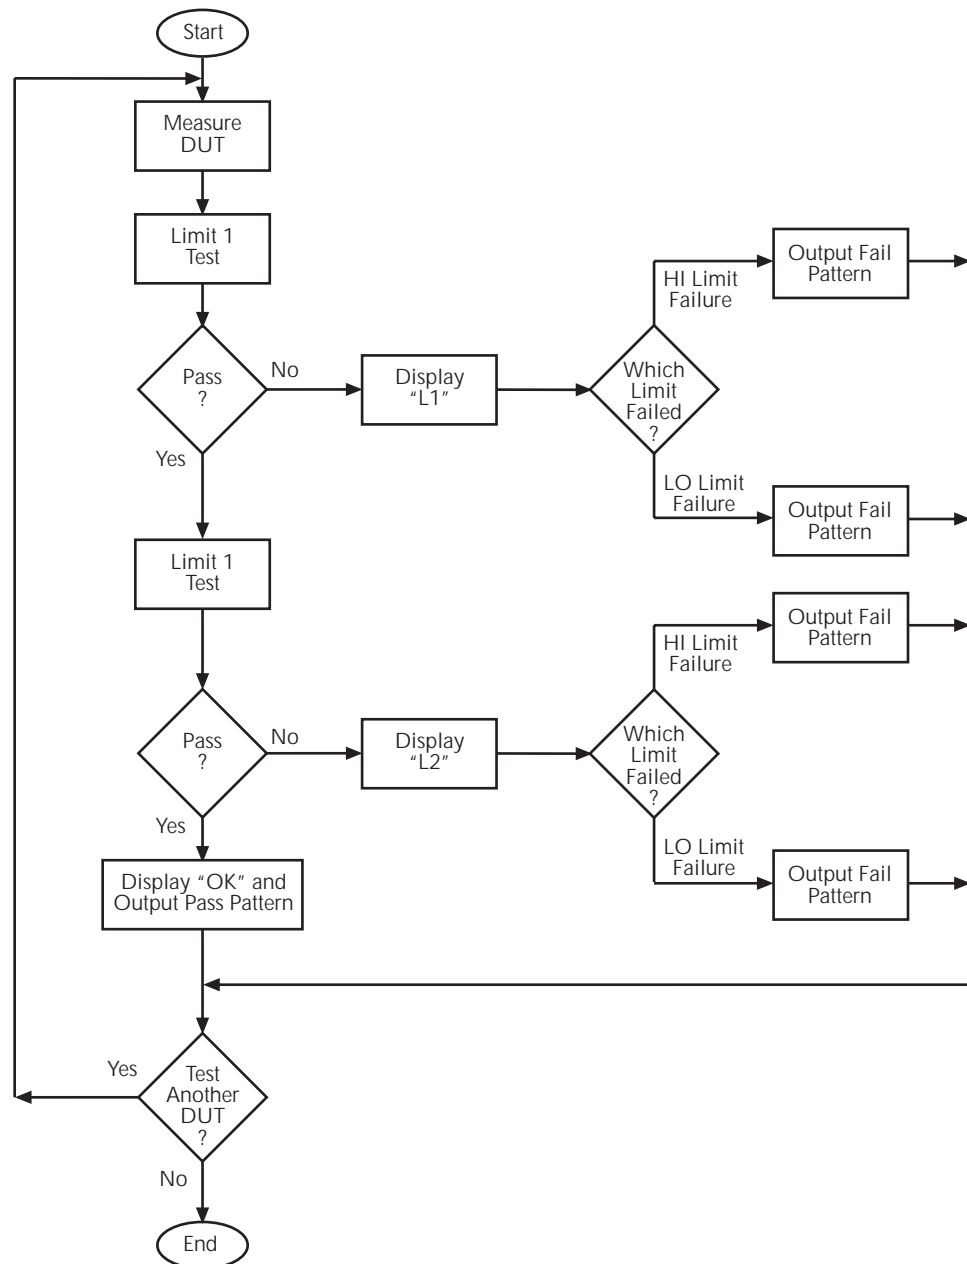 Start
Measure
DUT
Limit 1
Test
Pass
?
No
Display
“L1”
Which
Limit
Failed
?
HI Limit
Failure
Output Fail
Pattern
LO Limit
Failure
Output Fail
Pattern
Yes
Limit 1
Test
Pass
?
No
Display
“L2”
Which
Limit
Failed
?
HI Limit
Failure
Output Fail
Pattern
LO Limit
Failure
Output Fail
Pattern
Yes
Display “OK” and
Output Pass Pattern
Yes
Test
Another
DUT
?
No
End